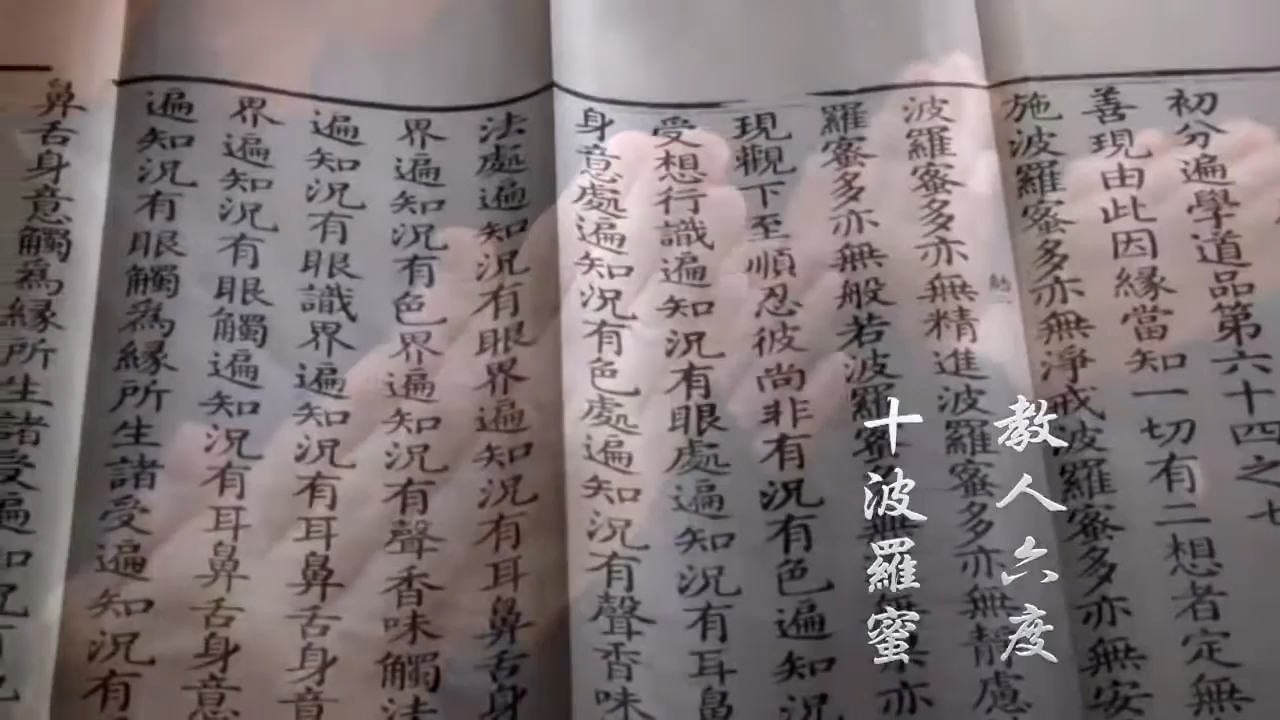 初分遍學道品第六十四之七
善現由此因緣當知一切有二想者定無
施波羅蜜多亦無淨戒波羅蜜多亦無安
波羅蜜多亦無精進波羅蜜多亦無靜慮
羅蜜多亦無般若波羅蜜
現觀下至順忍彼尚非有況有色遍知況
受想行識遍知況有眼處遍知況有耳鼻
身意處遍知況有色處遍知況有聲香味
法處遍知況有眼界遍知況有耳鼻舌身
界遍知況有色界遍知況有聲香味觸法
遍知況有眼識界遍知況有耳鼻舌身意
界遍知況有眼觸遍知況有耳鼻舌身意
遍知況有眼觸爲緣所生諸受遍知況有
鼻舌身意觸爲緣所生諸受遍知況有
教人六度
十波羅蜜